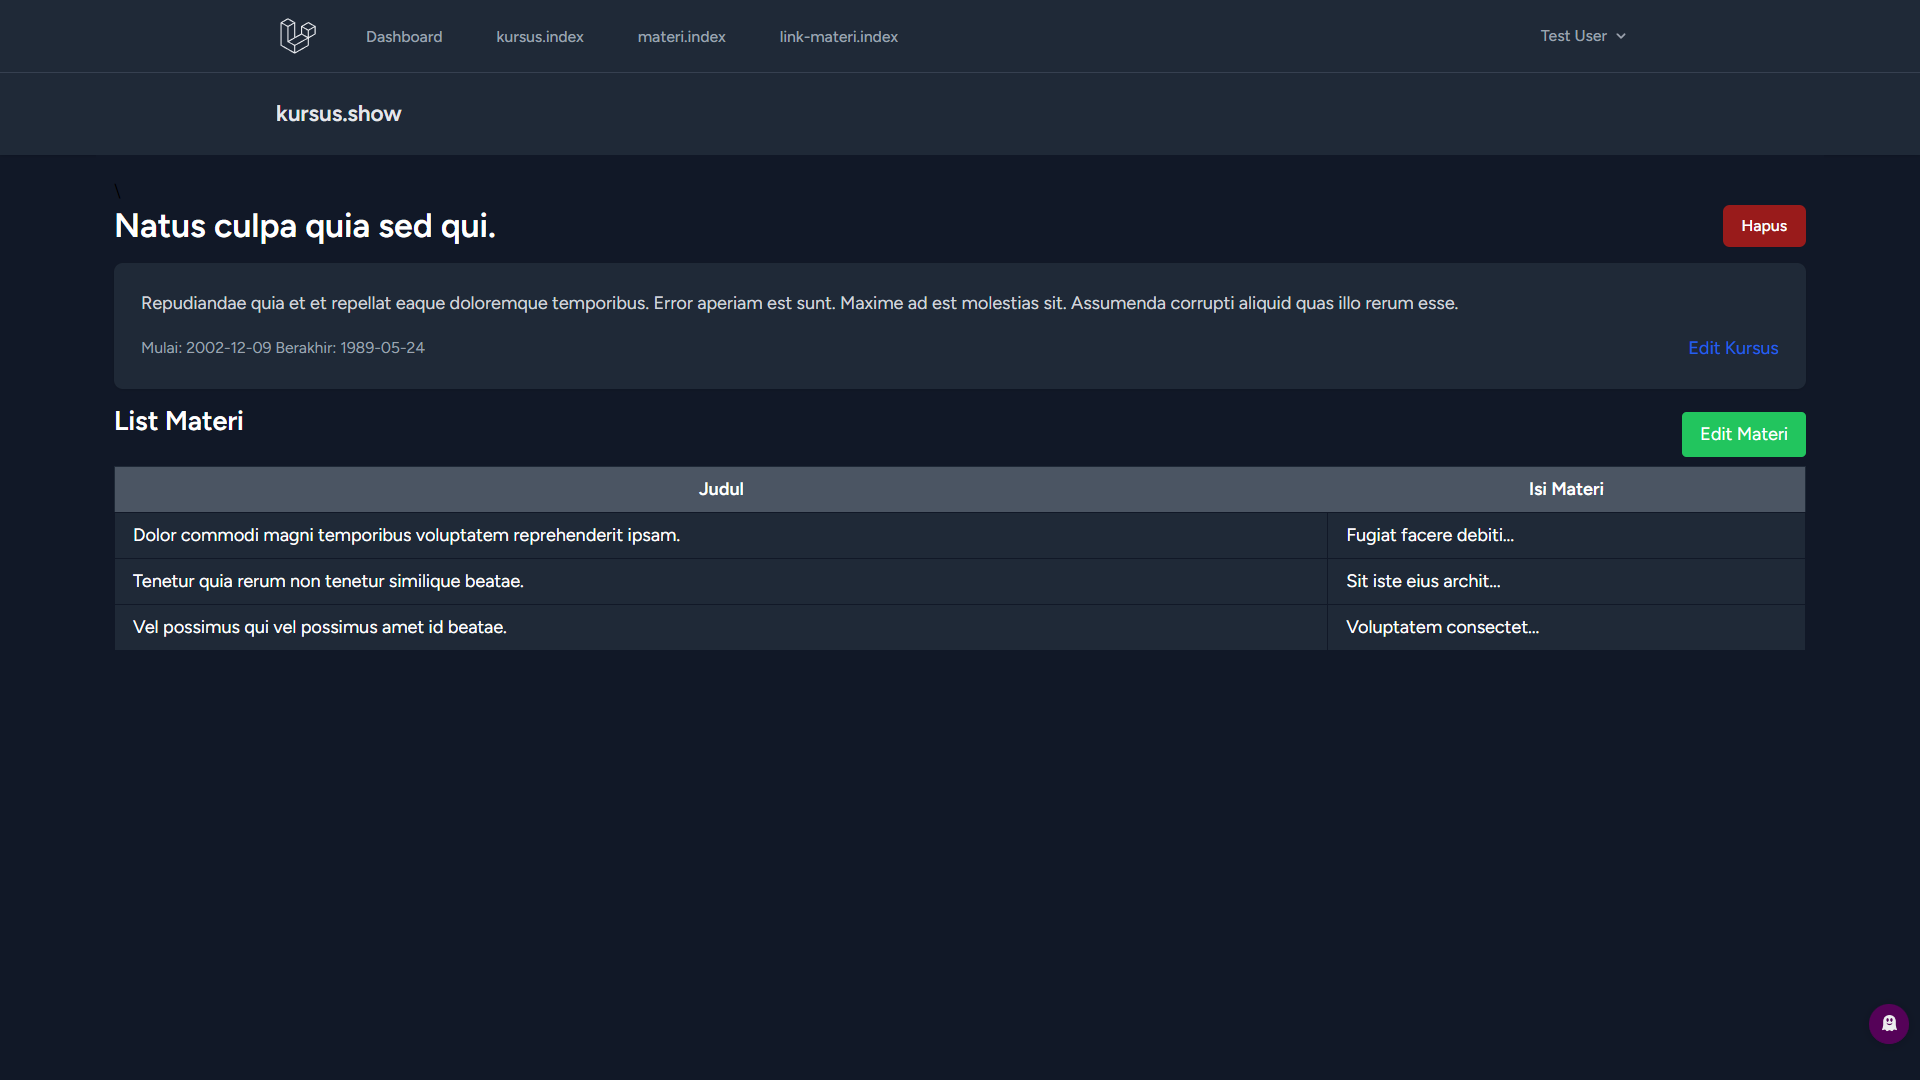 Dashboard kursus.index materi.index link-materi.index Test User
kursus.show
\
Natus culpa quia sed qui. Hapus
Repudiandae quia et et repellat eaque doloremque temporibus. Error aperiam est sunt. Maxime ad est molestias sit. Assumenda corrupti aliquid quas illo rerum esse.
Mulai: 2002-12-09 Berakhir: 1989-05-24 Edit Kursus
List Materi Edit Materi
Judul Isi Materi
Dolor commodi magni temporibus voluptatem reprehenderit ipsam. Fugiat facere debiti...
Tenetur quia rerum non tenetur similique beatae. Sit iste eius archit...
Vel possimus qui vel possimus amet id beatae. Voluptatem consectet...